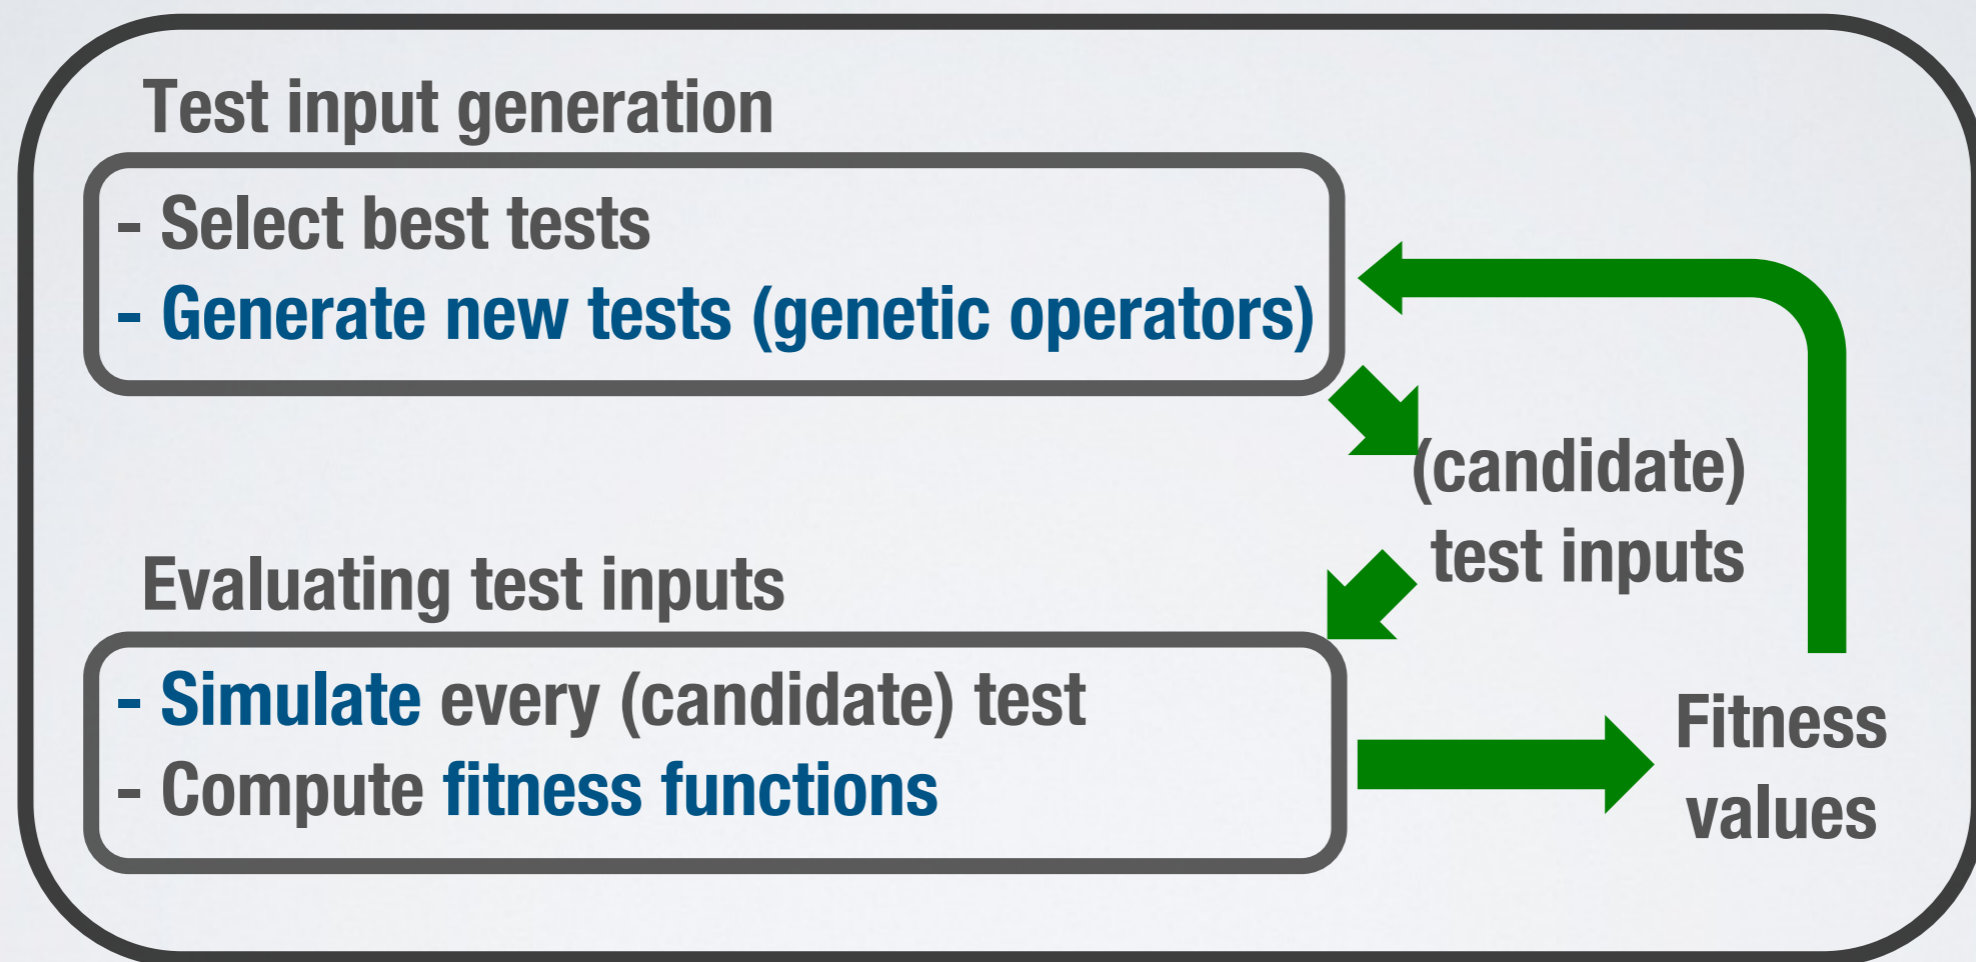 Test input generation
- Select best tests
- Generate new tests (genetic operators)
(candidate)
test inputs
Evaluating test inputs
- Simulate every (candidate) test
- Compute fitness functions
Fitness
values